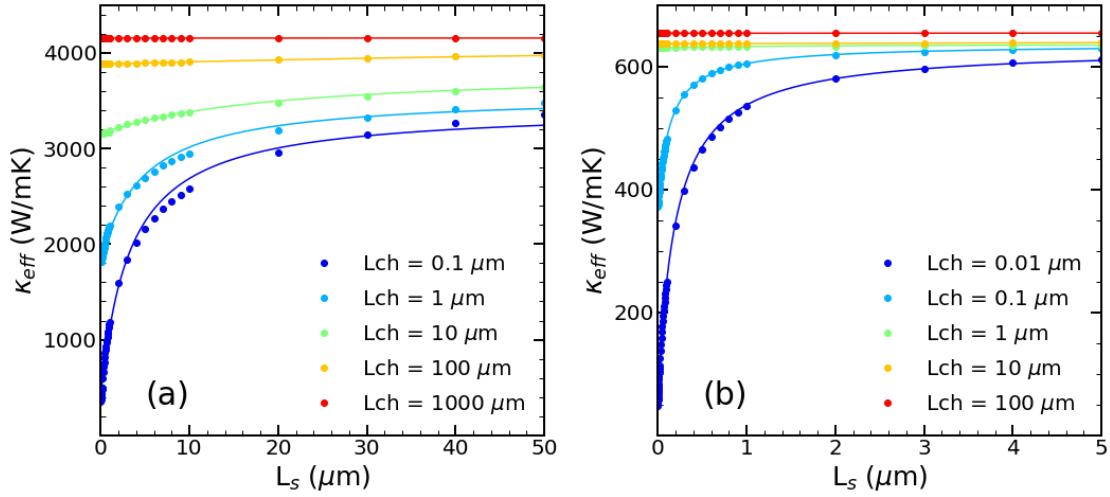 4000
3000
2000
1000
κeff (W/mK)
0 10 20 30 40 50
Ls (μm)
Lch = 0.1 μm
Lch = 1 μm
Lch = 10 μm
Lch = 100 μm
Lch = 1000 μm
(a)
600
400
200
κeff (W/mK)
0 1 2 3 4 5
Ls (μm)
Lch = 0.01 μm
Lch = 0.1 μm
Lch = 1 μm
Lch = 10 μm
Lch = 100 μm
(b)